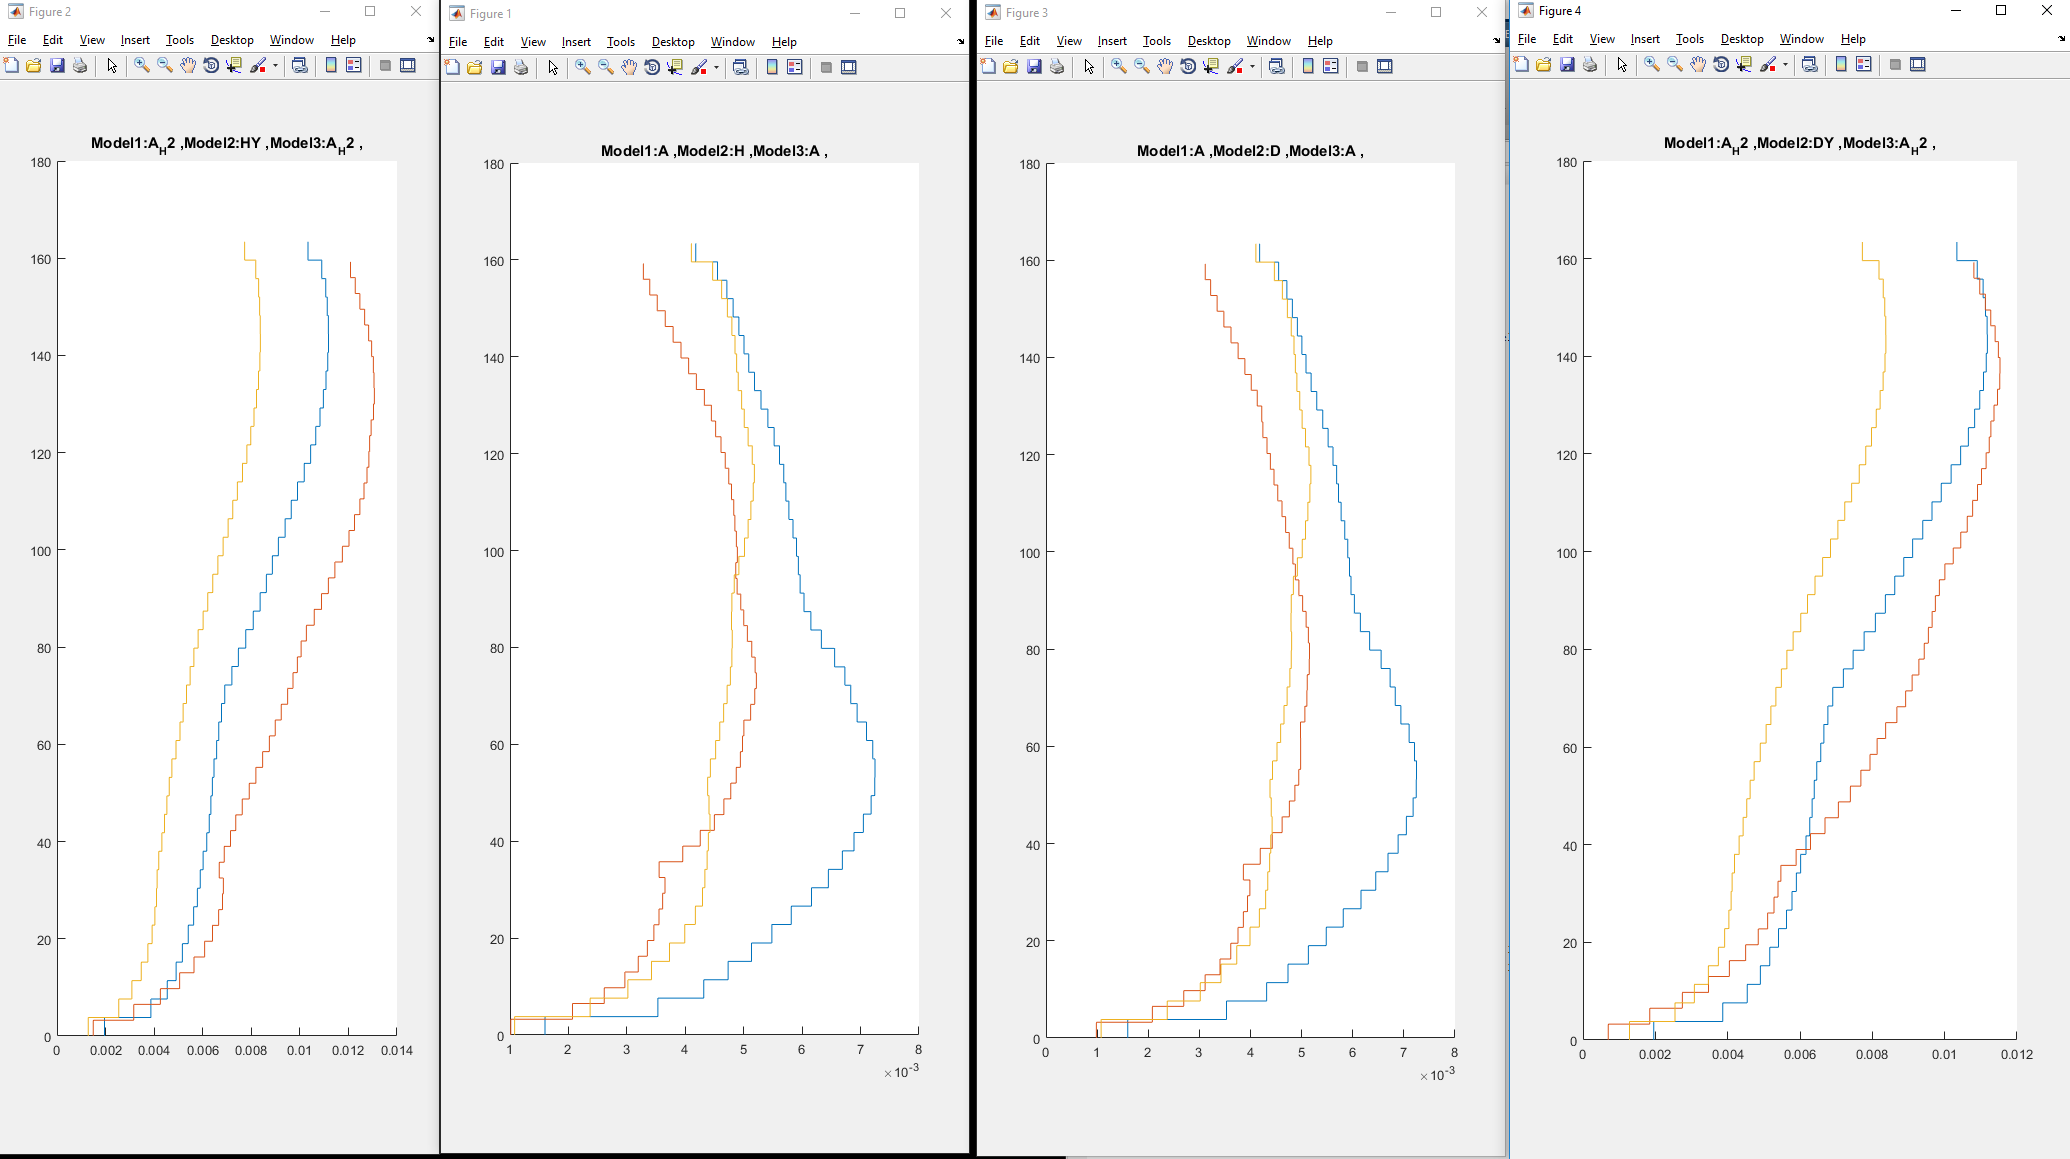 Figure 2
File Edit View Insert Tools Desktop Window Help
Model1:A_H2 ,Model2:HY ,Model3:A_H2 ,
180
160
140
120
100
80
60
40
20
0
0 0.002 0.004 0.006 0.008 0.01 0.012 0.014
Figure 1
File Edit View Insert Tools Desktop Window Help
Model1:A ,Model2:H ,Model3:A ,
180
160
140
120
100
80
60
40
20
0
1 2 3 4 5 6 7 8
×10^-3
Figure 3
File Edit View Insert Tools Desktop Window Help
Model1:A ,Model2:D ,Model3:A ,
180
160
140
120
100
80
60
40
20
0
0 1 2 3 4 5 6 7 8
×10^-3
Figure 4
File Edit View Insert Tools Desktop Window Help
Model1:A_H2 ,Model2:DY ,Model3:A_H2 ,
180
160
140
120
100
80
60
40
20
0
0 0.002 0.004 0.006 0.008 0.01 0.012